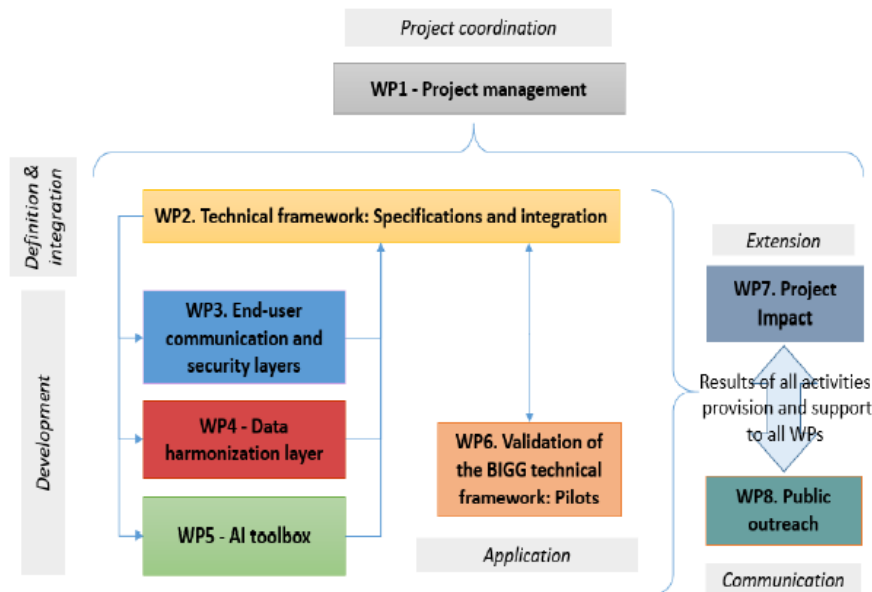 Project coordination
WP1 - Project management
Definition &
integration
WP2. Technical framework: Specifications and integration
Development
WP3. End-user
communication and
security layers
WP4 - Data
harmonization layer
WP5 - AI toolbox
WP6. Validation of
the BIGG technical
framework: Pilots
Application
Extension
WP7. Project
Impact
Results of all activities
provision and support
to all WPs
WP8. Public
outreach
Communication